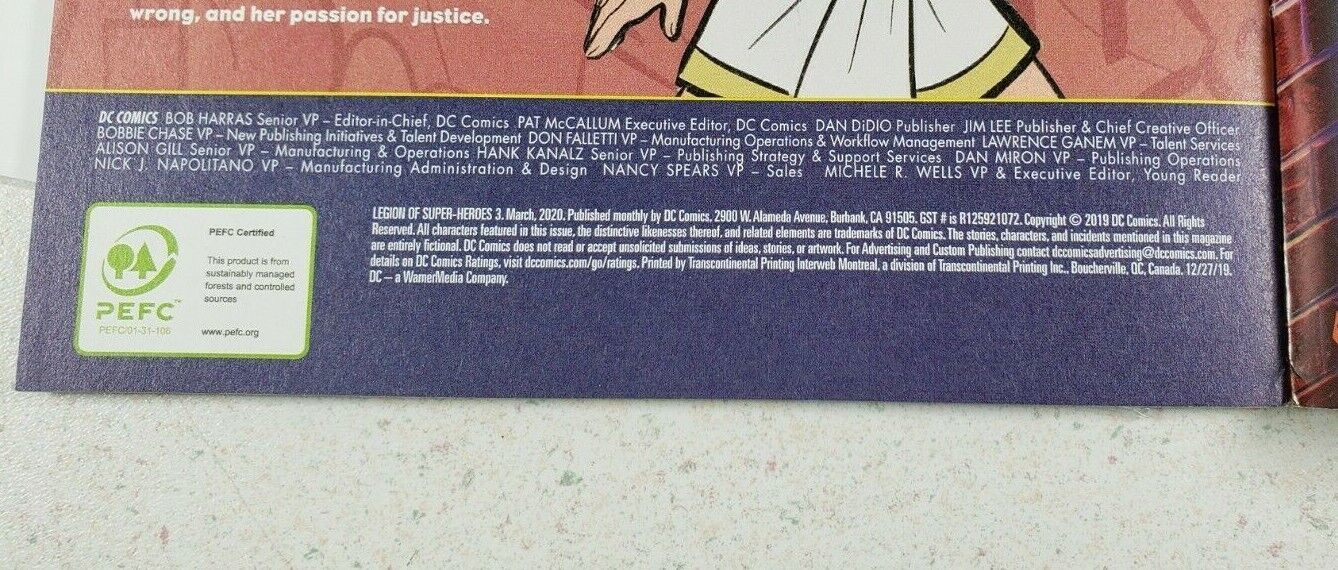 wrong, and her passion for justice.
DC COMICS BOB HARRAS Senior VP – Editor-in-Chief, DC Comics PAT McCALLUM Executive Editor, DC Comics DAN DiDIO Publisher JIM LEE Publisher & Chief Creative Officer
BOBBIE CHASE VP – New Publishing Initiatives & Talent Development DON FALLETTI VP – Manufacturing Operations & Workflow Management LAWRENCE GANEM VP – Talent Services
ALISON GILL Senior VP – Manufacturing & Operations HANK KANALZ Senior VP – Publishing Strategy & Support Services DAN MIRON VP – Publishing Operations
NICK J. NAPOLITANO VP – Manufacturing Administration & Design NANCY SPEARS VP – Sales MICHELE R. WELLS VP & Executive Editor, Young Reader
PEFC Certified
This product is from
sustainably managed
forests and controlled
sources
www.pefc.org
PEFC™
PEFC/01-31-106
LEGION OF SUPER-HEROES 3. March, 2020. Published monthly by DC Comics, 2900 W. Alameda Avenue, Burbank, CA 91505. GST # is R125921072. Copyright © 2019 DC Comics. All Rights
Reserved. All characters featured in this issue, the distinctive likenesses thereof, and related elements are trademarks of DC Comics. The stories, characters, and incidents mentioned in this magazine
are entirely fictional. DC Comics does not read or accept unsolicited submissions of ideas, stories, or artwork. For Advertising and Custom Publishing contact dccomicsadvertising@dccomics.com. For
details on DC Comics Ratings, visit dccomics.com/go/ratings. Printed by Transcontinental Printing Interweb Montreal, a division of Transcontinental Printing Inc., Boucherville, QC, Canada. 12/27/19.
DC – a WarnerMedia Company.